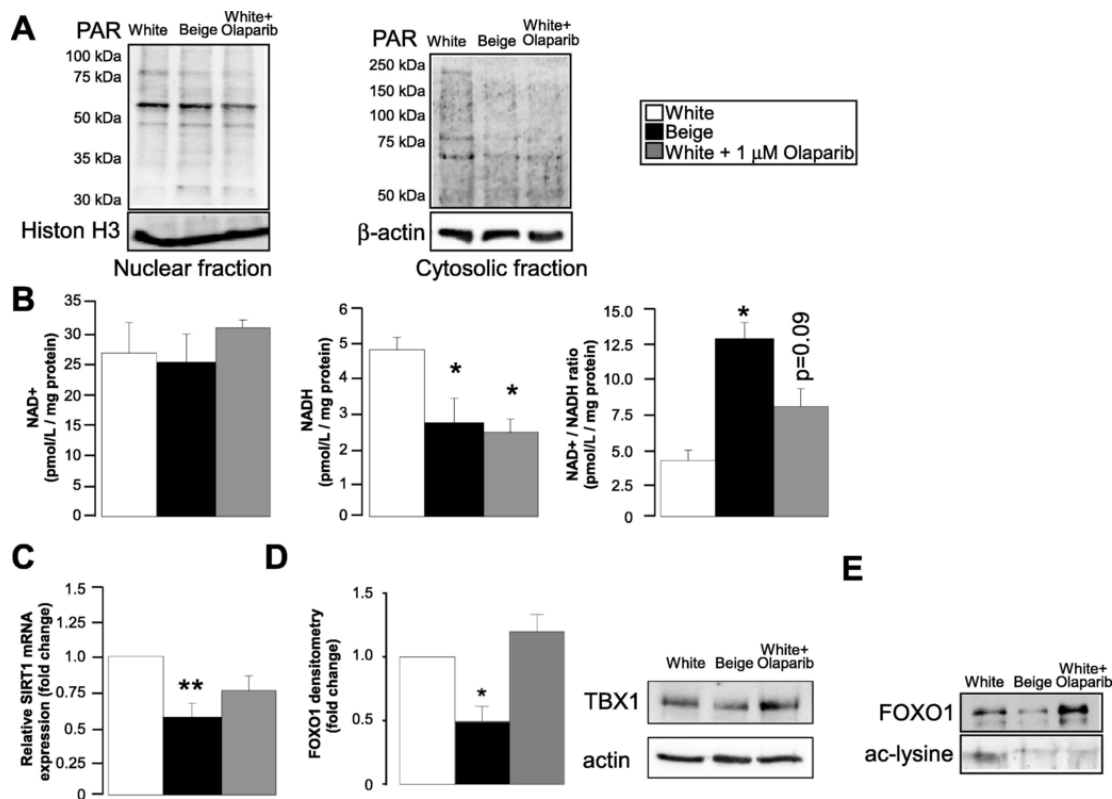 A
PAR
White
Beige
White+
Olaparib
100 kDa
75 kDa
50 kDa
35 kDa
30 kDa
Histon H3
Nuclear fraction
PAR
White
Beige
White+
Olaparib
250 kDa
150 kDa
100 kDa
75 kDa
50 kDa
β-actin
Cytosolic fraction
White
Beige
White + 1 µM Olaparib
B
NAD+
(pmol/L / mg protein)
35
30
25
20
15
10
5
0
NADH
(pmol/L / mg protein)
6
5
4
3
2
1
0
*
*
NAD+ / NADH ratio
(pmol/L / mg protein)
15.0
12.5
10.0
7.5
5.0
2.5
0
*
p=0.09
C
Relative SIRT1 mRNA
expression (fold change)
1.5
1.25
1.0
0.75
0.5
0.25
0
**
D
FOXO1 densitometry
(fold change)
1.5
1.0
0.5
0
*
White
Beige
White+
Olaparib
TBX1
actin
E
White
Beige
White+
Olaparib
FOXO1
ac-lysine